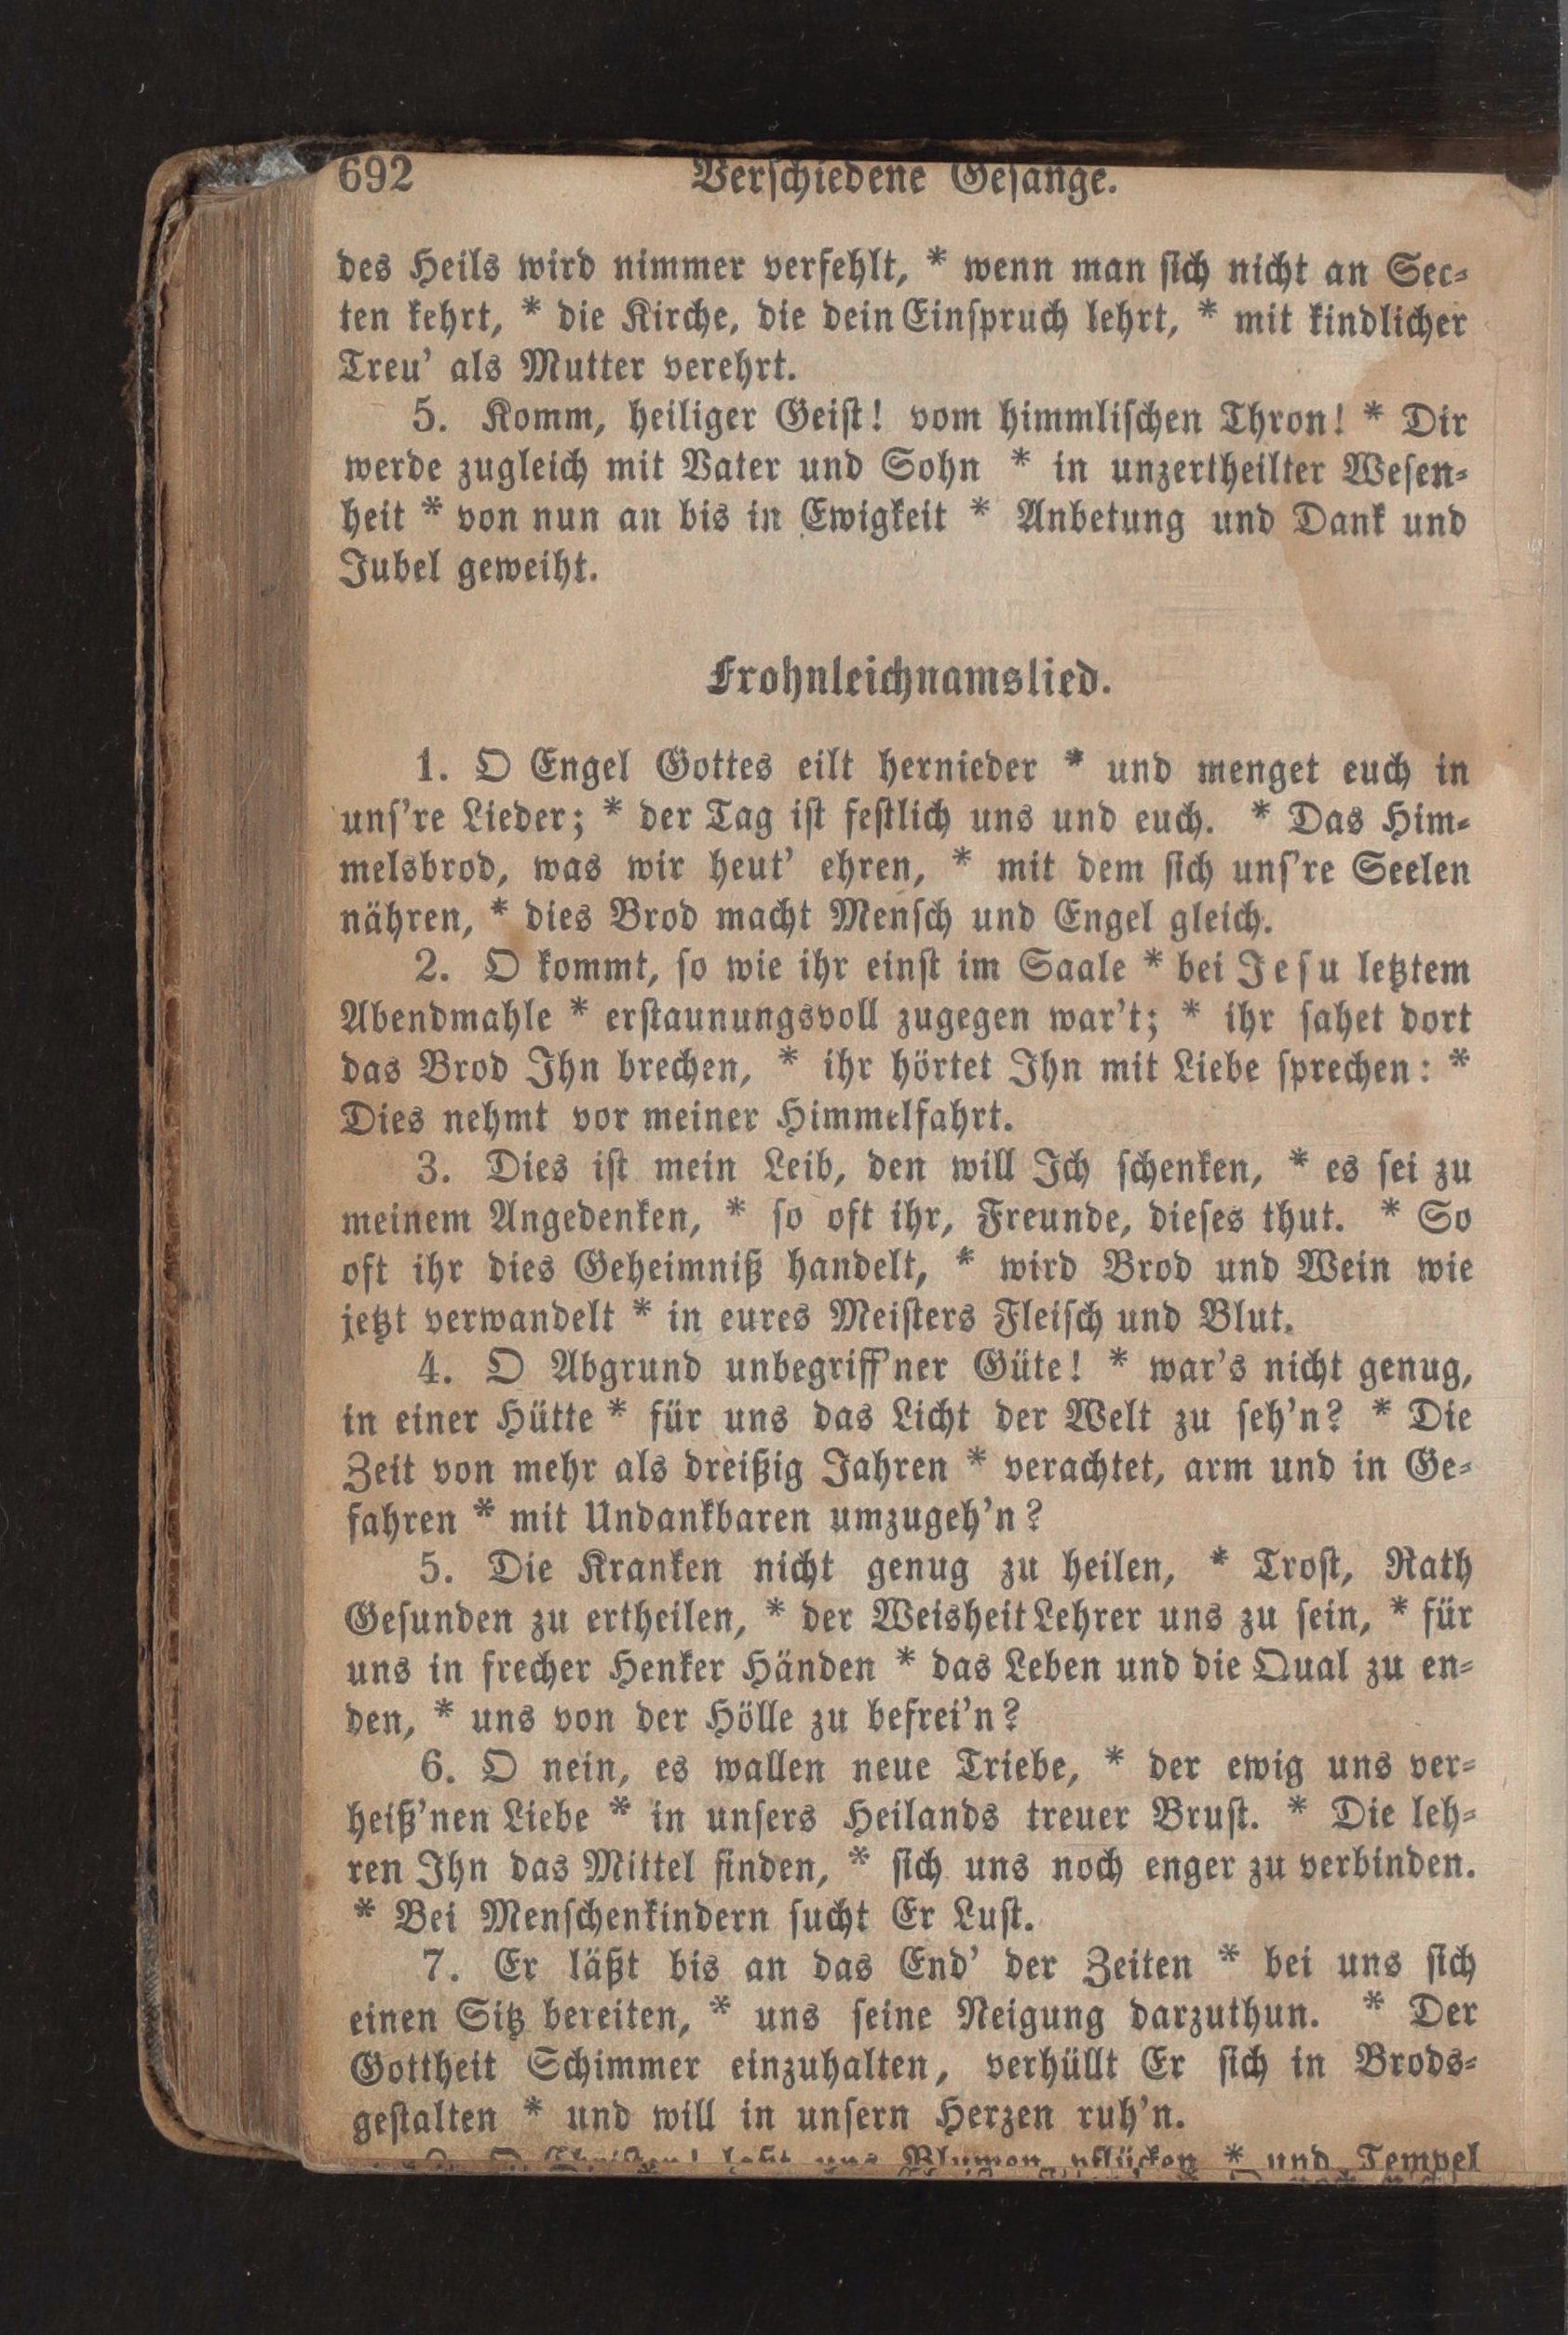 692 Verschiedene Gesänge.
des Heils wird nimmer verfehlt, * wenn man sich nicht an Sec-
ten kehrt, * die Kirche, die dein Einspruch lehrt, * mit kindlicher
Treu' als Mutter verehrt.
5. Komm, heiliger Geist! vom himmlischen Thron! * Dir
werde zugleich mit Vater und Sohn * in unzertheilter Wesen-
heit * von nun an bis in Ewigkeit * Anbetung und Dank und
Jubel geweiht.
Frohnleichnamslied.
1. O Engel Gottes eilt hernieder * und menget euch in
uns're Lieder; * der Tag ist festlich uns und euch. * Das Him-
melsbrod, was wir heut' ehren, * mit dem sich uns're Seelen
nähren, * dies Brod macht Mensch und Engel gleich.
2. O kommt, so wie ihr einst im Saale * bei Jesu letztem
Abendmahle * erstaunungsvoll zugegen war't; * ihr sahet dort
das Brod Ihn brechen, * ihr hörtet Ihn mit Liebe sprechen: *
Dies nehmt vor meiner Himmelfahrt.
3. Dies ist mein Leib, den will Ich schenken, * es sei zu
meinem Angedenken, * so oft ihr, Freunde, dieses thut. * So
oft ihr dies Geheimniß handelt, * wird Brod und Wein wie
jetzt verwandelt * in eures Meisters Fleisch und Blut.
4. O Abgrund unbegriff'ner Güte! * war's nicht genug,
in einer Hütte * für uns das Licht der Welt zu seh'n? * Die
Zeit von mehr als dreißig Jahren * verachtet, arm und in Ge-
fahren * mit Undankbaren umzugeh'n?
5. Die Kranken nicht genug zu heilen, * Trost, Rath
Gesunden zu ertheilen, * der Weisheit Lehrer uns zu sein, * für
uns in frecher Henker Händen * das Leben und die Qual zu en-
den, * uns von der Hölle zu befrei'n?
6. O nein, es wallen neue Triebe, * der ewig uns ver-
heiß'nen Liebe * in unsers Heilands treuer Brust. * Die leh-
ren Ihn das Mittel finden, * sich uns noch enger zu verbinden.
* Bei Menschenkindern sucht Er Lust.
7. Er läßt bis an das End' der Zeiten * bei uns sich
einen Sitz bereiten, * uns seine Neigung darzuthun. * Der
Gottheit Schimmer einzuhalten, verhüllt Er sich in Brods-
gestalten * und will in unsern Herzen ruh'n.
O Christen! laßt uns Blumen pflücken * und Tempel